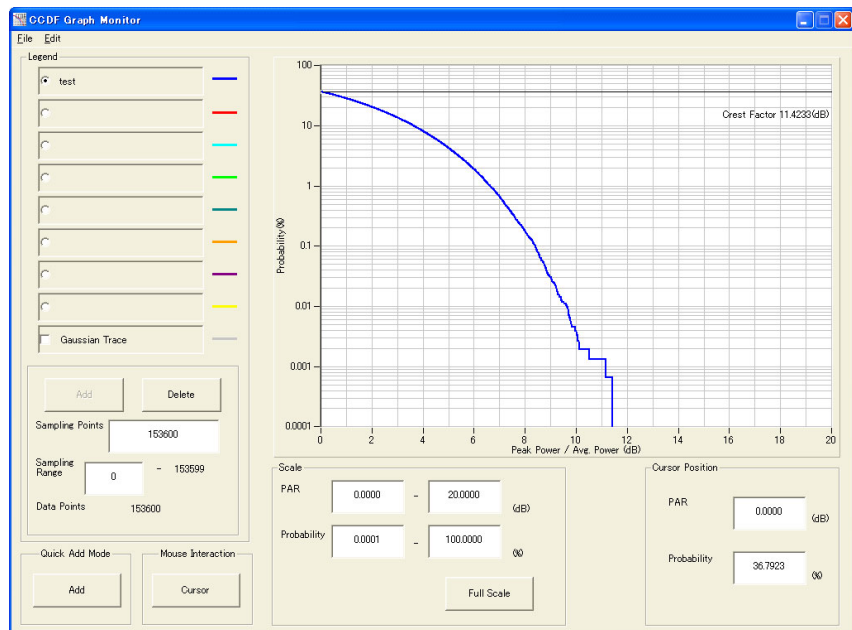 CCDF Graph Monitor
File Edit
Legend
test
Gaussian Trace
Add Delete
Sampling Points 153600
Sampling Range 0 - 153599
Data Points 153600
Quick Add Mode
Add
Mouse Interaction
Cursor
Probability(%)
100
10
1
0.1
0.01
0.001
0.0001
Crest Factor 11.4233(dB)
0 2 4 6 8 10 12 14 16 18 20
Peak Power / Avg. Power (dB)
Scale
PAR 0.0000 - 20.0000 (dB)
Probability 0.0001 - 100.0000 (%)
Full Scale
Cursor Position
PAR 0.0000 (dB)
Probability 36.7923 (%)